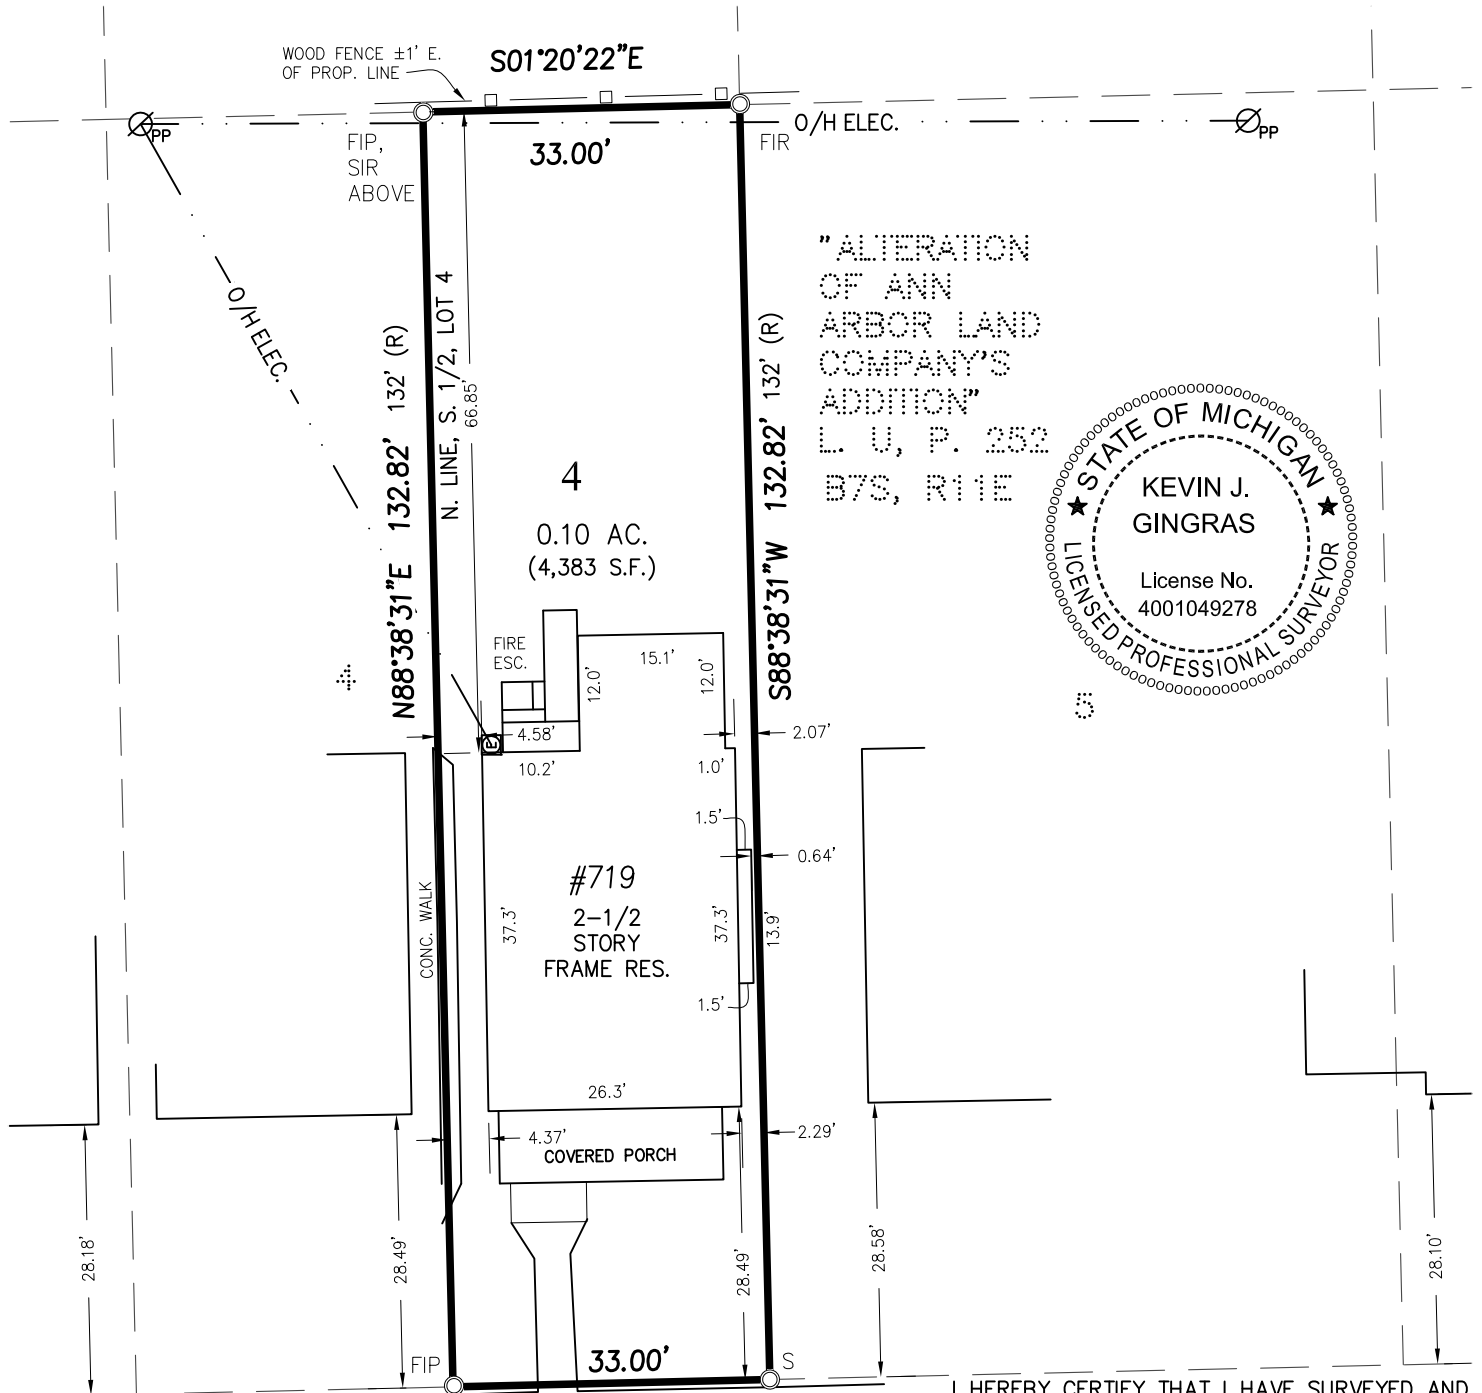 WOOD FENCE ±1' E.
OF PROP. LINE
S01°20'22"E
PP
O/H ELEC.
PP
FIP,
SIR
ABOVE
33.00'
FIR
O/H ELEC.
"ALTERATION
OF ANN
ARBOR LAND
COMPANY'S
ADDITION"
L. U, P. 252
B7S, R11E
N88°38'31"E 132.82' 132' (R)
N. LINE, S. 1/2, LOT 4
66.85'
S88°38'31"W 132.82' 132' (R)
4
0.10 AC.
(4,383 S.F.)
STATE OF MICHIGAN
KEVIN J.
GINGRAS
License No.
4001049278
LICENSED PROFESSIONAL SURVEYOR
4
5
FIRE
ESC.
12.0'
15.1'
12.0'
E
4.58'
2.07'
10.2'
1.0'
1.5'
0.64'
CONC. WALK
37.3'
#719
2-1/2
STORY
FRAME RES.
37.3'
13.9'
1.5'
26.3'
4.37'
2.29'
COVERED PORCH
28.18'
28.49'
28.49'
28.58'
28.10'
FIP
33.00'
S
I HEREBY CERTIFY THAT I HAVE SURVEYED AND